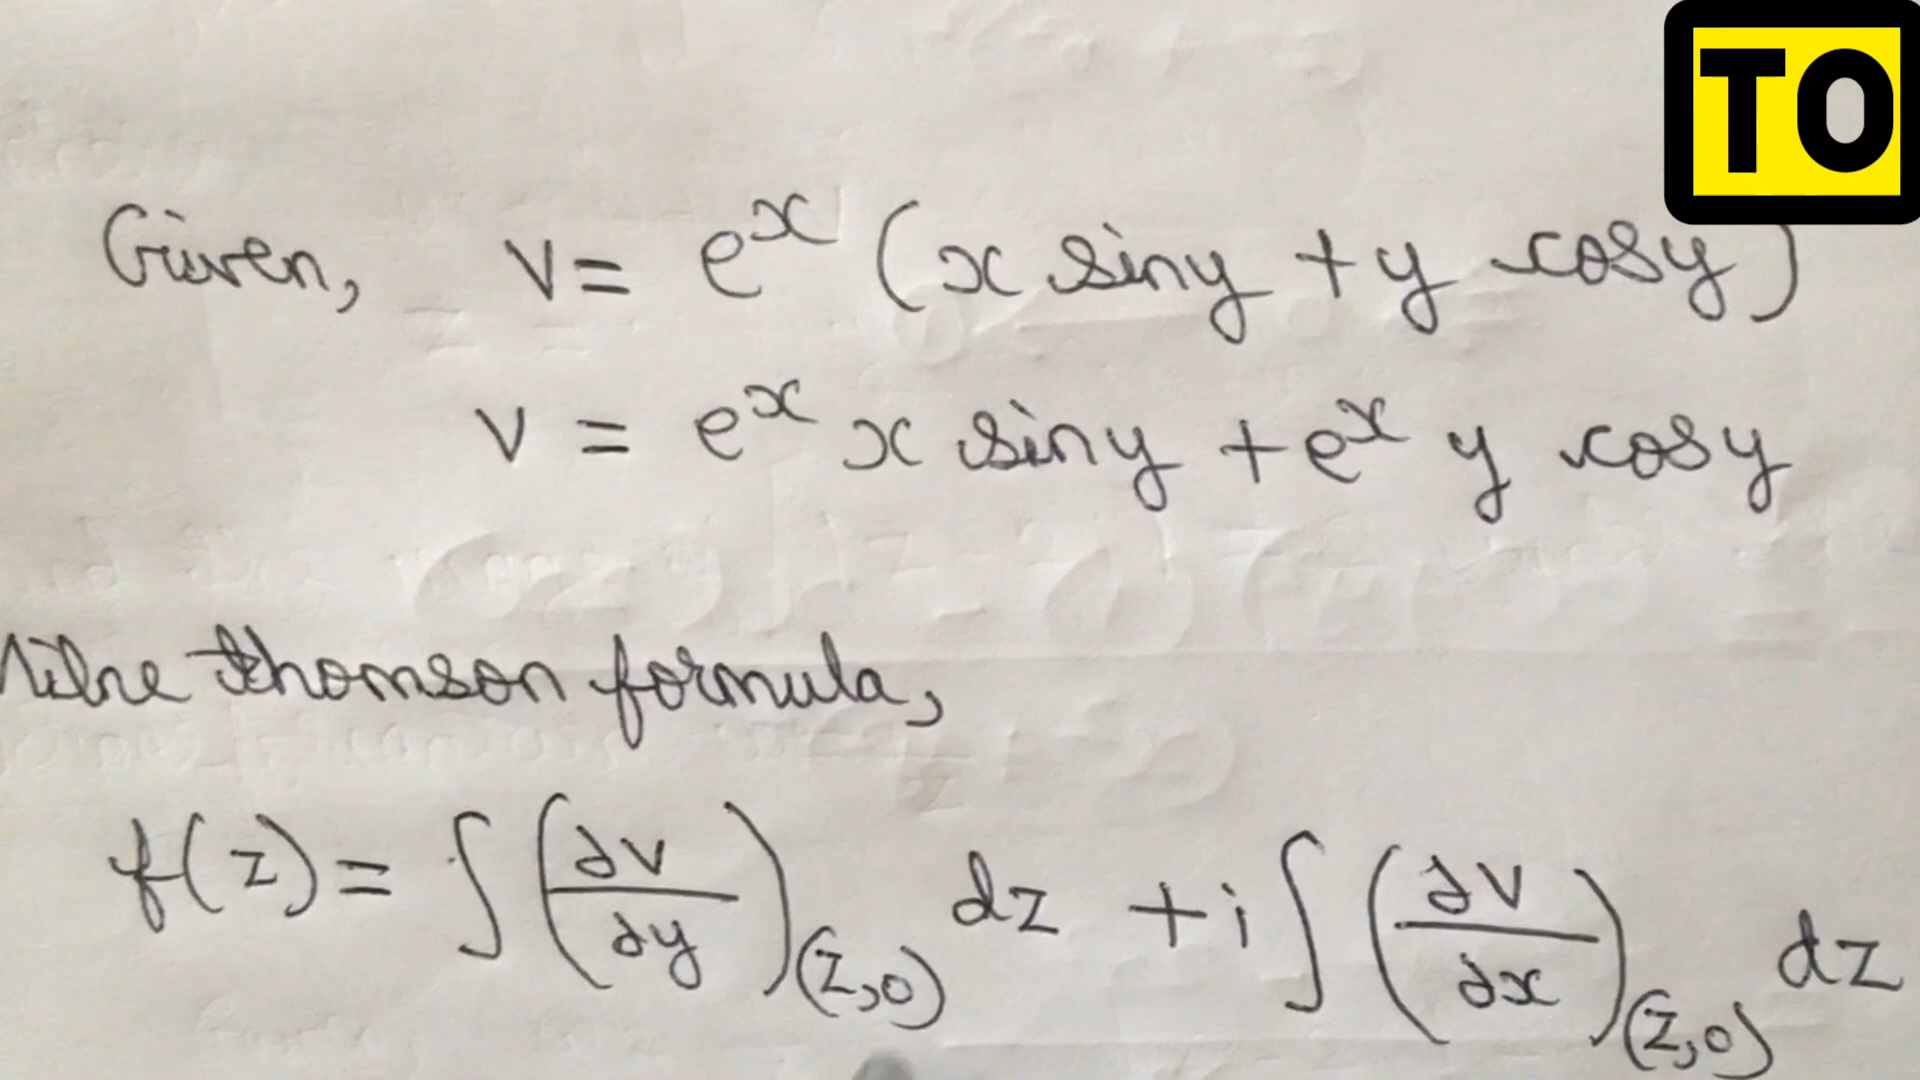 TO
Given, v = e^x (x siny + y cosy)
v = e^x x siny + e^x y cosy
Milne thomson formula,
f(z) = ∫ (∂v/∂y)_(z,0) dz + i ∫ (∂v/∂x)_(z,0) dz